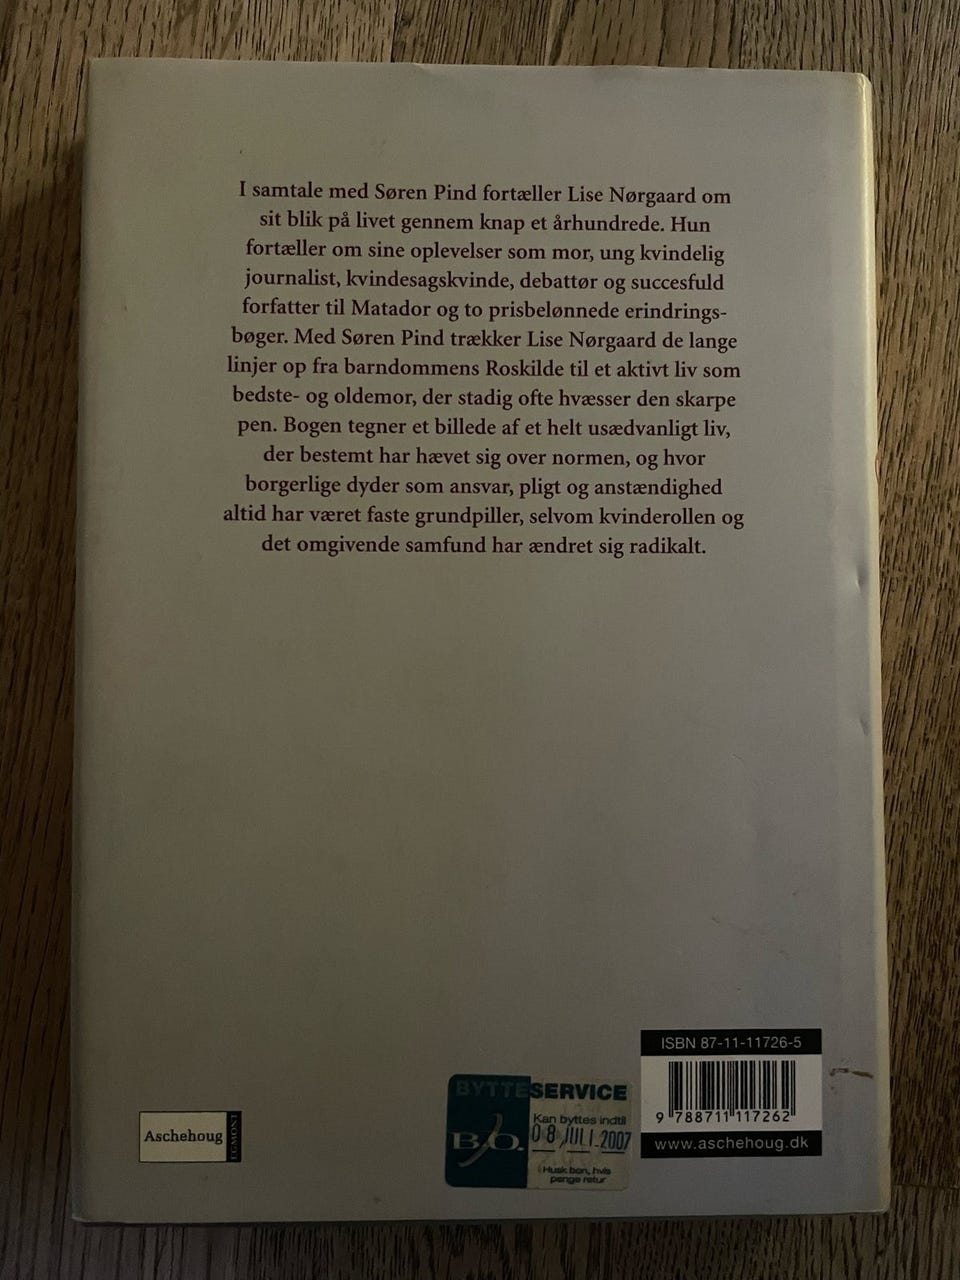 I samtale med Søren Pind fortæller Lise Nørgaard om
sit blik på livet gennem knap et århundrede. Hun
fortæller om sine oplevelser som mor, ung kvindelig
journalist, kvindesagskvinde, debattør og succesfuld
forfatter til Matador og to prisbelønnede erindrings-
bøger. Med Søren Pind trækker Lise Nørgaard de lange
linjer op fra barndommens Roskilde til et aktivt liv som
bedste- og oldemor, der stadig ofte hvæsser den skarpe
pen. Bogen tegner et billede af et helt usædvanligt liv,
der bestemt har hævet sig over normen, og hvor
borgerlige dyder som ansvar, pligt og anstændighed
altid har været faste grundpiller, selvom kvinderollen og
det omgivende samfund har ændret sig radikalt.
Aschehoug
EGMONT
BYTTESERVICE
B.O.
Kan byttes indtil
08 JULI 2007
Husk bon, hvis
penge retur
ISBN 87-11-11726-5
9 788711 117262
www.aschehoug.dk